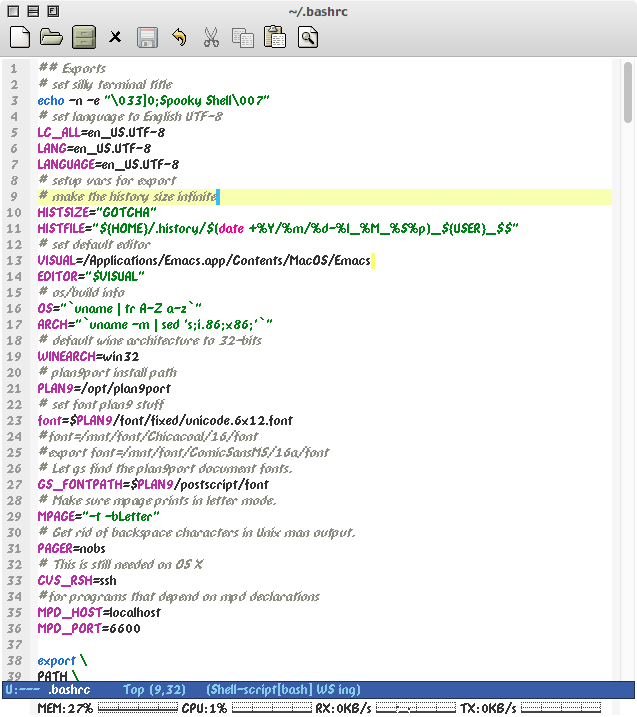 ~/.bashrc
1 ## Exports
2 # set silly terminal title
3 echo -n -e "\033]0;Spooky Shell\007"
4 # set language to English UTF-8
5 LC_ALL=en_US.UTF-8
6 LANG=en_US.UTF-8
7 LANGUAGE=en_US.UTF-8
8 # setup vars for export
9 # make the history size infinite
10 HISTSIZE="GOTCHA"
11 HISTFILE="${HOME}/.history/$(date +%Y/%m/%d-%I_%M_%S%p)_${USER}_$$"
12 # set default editor
13 VISUAL=/Applications/Emacs.app/Contents/MacOS/Emacs
14 EDITOR="$VISUAL"
15 # os/build info
16 OS="`uname | tr A-Z a-z`"
17 ARCH="`uname -m | sed 's;i.86;x86;'`"
18 # default wine architecture to 32-bits
19 WINEARCH=win32
20 # plan9port install path
21 PLAN9=/opt/plan9port
22 # set font plan9 stuff
23 font=$PLAN9/font/fixed/unicode.6x12.font
24 #font=/mnt/font/Chicacoal/16/font
25 #export font=/mnt/font/ComicSansMS/16a/font
26 # Let gs find the plan9port document fonts.
27 GS_FONTPATH=$PLAN9/postscript/font
28 # Make sure mpage prints in letter mode.
29 MPAGE="-t -bLetter"
30 # Get rid of backspace characters in Unix man output.
31 PAGER=nobs
32 # This is still needed on OS X
33 CVS_RSH=ssh
34 #for programs that depend on mpd declarations
35 MPD_HOST=localhost
36 MPD_PORT=6600
37
38 export \
39 PATH \
U:--- .bashrc Top (9,32) (Shell-script[bash] WS ing)
MEM:27% CPU:1% RX:0KB/s TX:0KB/s